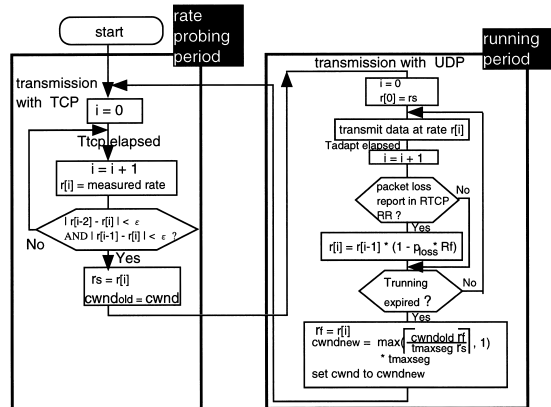 rate
probing
period
start
transmission
with TCP
i = 0
Ttcp elapsed
i = i + 1
r[i] = measured rate
| r[i-2] - r[i] | < ε
AND | r[i-1] - r[i] | < ε ?
No
Yes
rs = r[i]
cwndold = cwnd
running
period
transmission with UDP
i = 0
r[0] = rs
transmit data at rate r[i]
Tadapt elapsed
i = i + 1
packet loss
report in RTCP
RR ?
No
Yes
r[i] = r[i-1] * (1 - ploss* Rf)
Trunning
expired ?
No
Yes
rf = r[i]
cwndnew = max(⌈cwndold rf / tmaxseg rs⌉, 1)
* tmaxseg
set cwnd to cwndnew